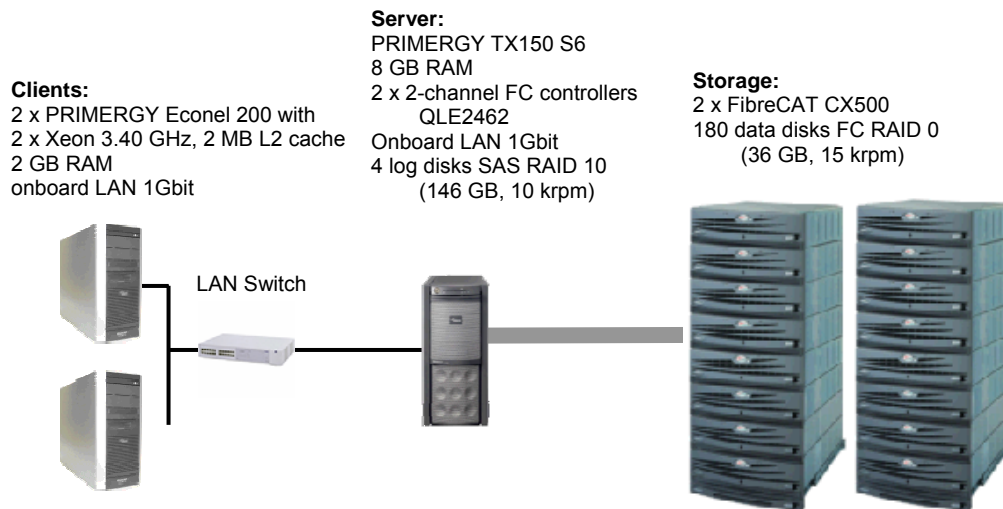 Clients:
2 x PRIMERGY Econel 200 with
2 x Xeon 3.40 GHz, 2 MB L2 cache
2 GB RAM
onboard LAN 1Gbit
Server:
PRIMERGY TX150 S6
8 GB RAM
2 x 2-channel FC controllers
QLE2462
Onboard LAN 1Gbit
4 log disks SAS RAID 10
(146 GB, 10 krpm)
Storage:
2 x FibreCAT CX500
180 data disks FC RAID 0
(36 GB, 15 krpm)
LAN Switch